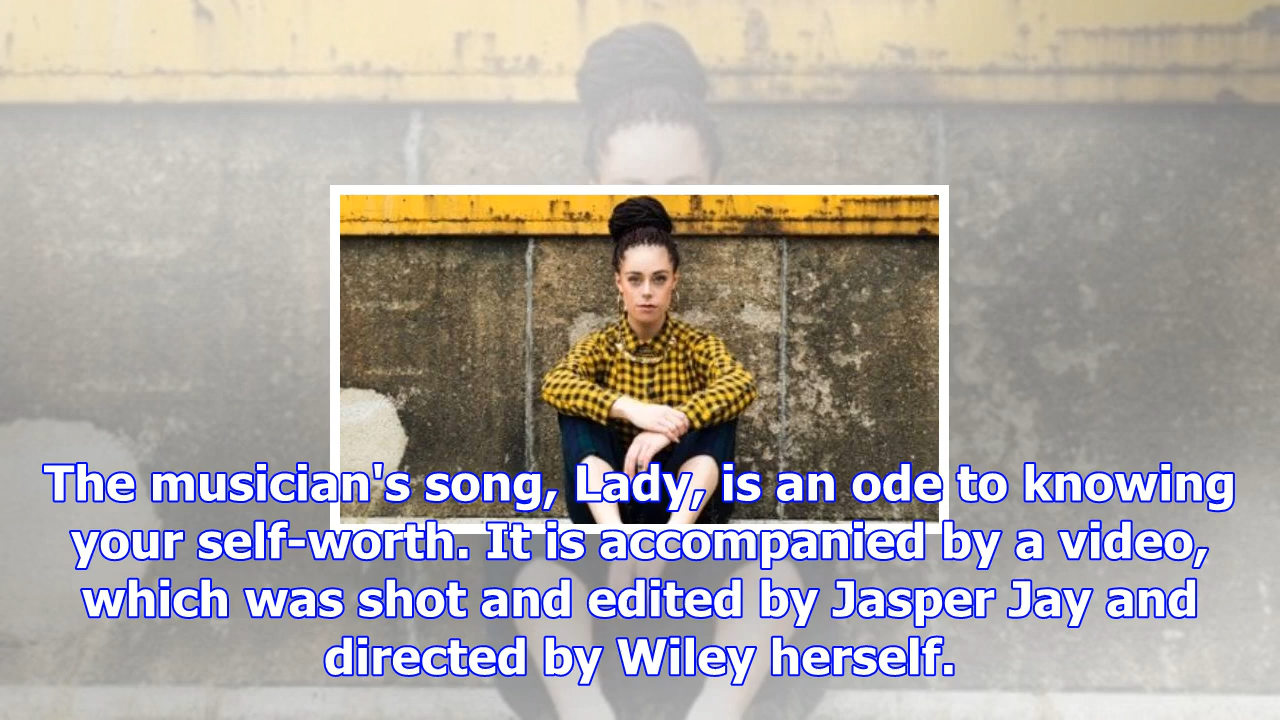 The musician's song, Lady, is an ode to knowing
your self-worth. It is accompanied by a video,
which was shot and edited by Jasper Jay and
directed by Wiley herself.